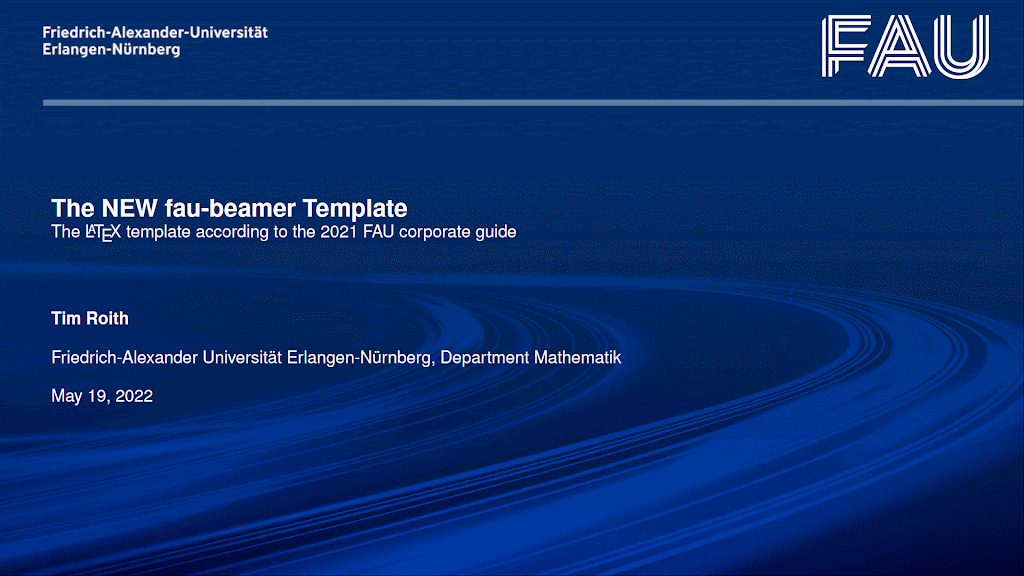 Friedrich-Alexander-Universität
Erlangen-Nürnberg
FAU
The NEW fau-beamer Template
The LATEX template according to the 2021 FAU corporate guide
Tim Roith
Friedrich-Alexander Universität Erlangen-Nürnberg, Department Mathematik
May 19, 2022